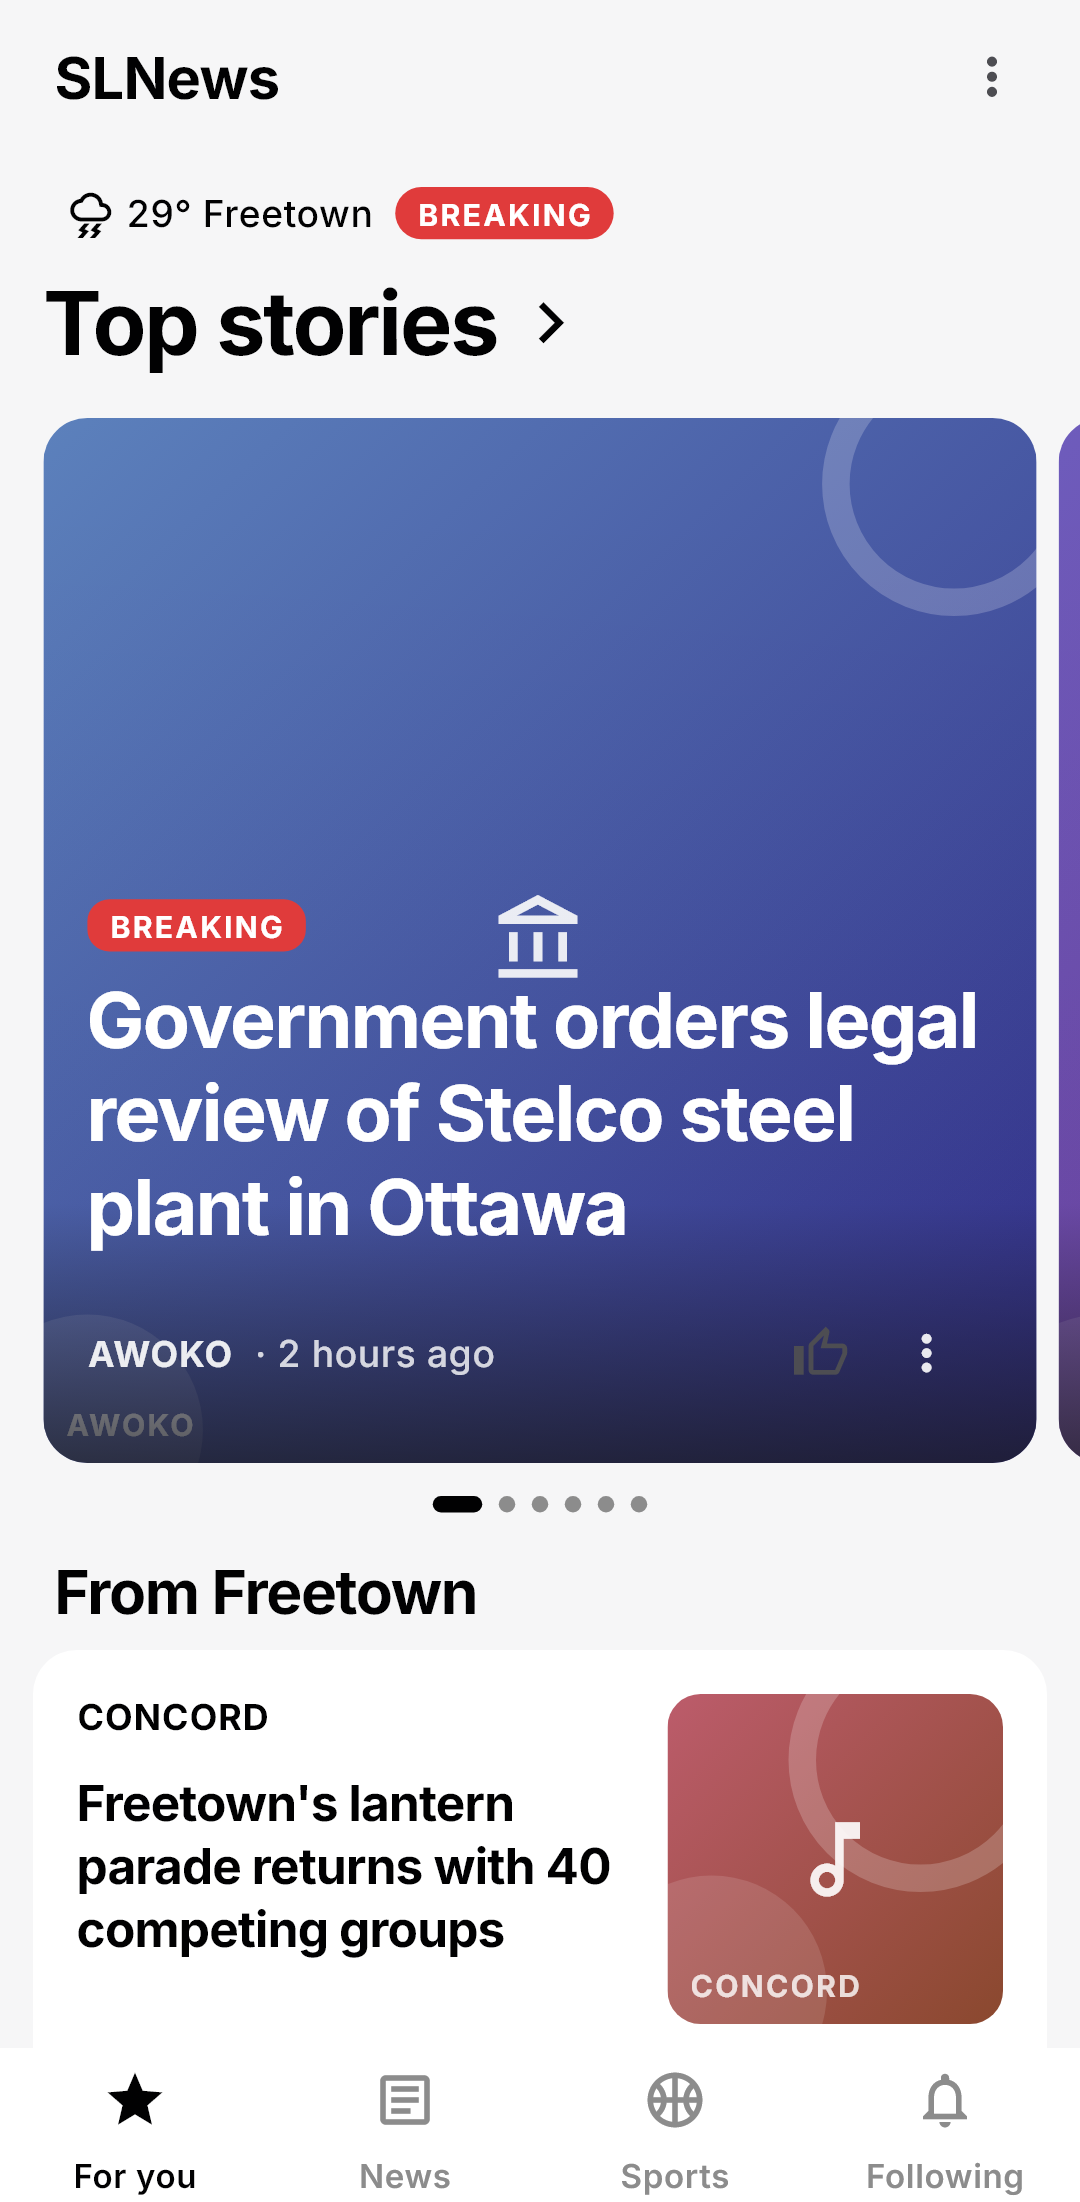 SLNews
29° Freetown
BREAKING
Top stories
BREAKING
Government orders legal
review of Stelco steel
plant in Ottawa
AWOKO · 2 hours ago
AWOKO
From Freetown
CONCORD
Freetown's lantern
parade returns with 40
competing groups
CONCORD
For you
News
Sports
Following